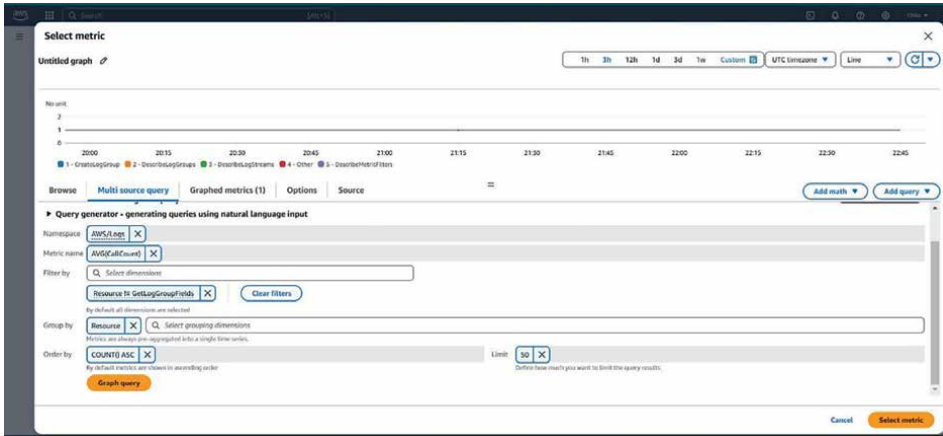 aws
Search
[Alt+S]
Select metric
Untitled graph
1h 3h 12h 1d 3d 1w Custom UTC timezone Line
No unit
2
1
0
20:00 20:15 20:30 20:45 21:00 21:15 21:30 21:45 22:00 22:15 22:30 22:45
1 - CreateLogGroup 2 - DescribeLogGroups 3 - DescribeLogStreams 4 - Other 5 - DescribeMetricFilters
Browse Multi source query Graphed metrics (1) Options Source Add math Add query
Query generator - generating queries using natural language input
Namespace AWS/Logs
Metric name AVG(CallCount)
Filter by Select dimensions
Resource != GetLogGroupFields Clear filters
By default all dimensions are selected
Group by Resource Select grouping dimensions
Metrics are always pre-aggregated into a single time series.
Order by COUNT() ASC Limit 50
By default metrics are shown in ascending order Define how much you want to limit the query results
Graph query
Cancel Select metric